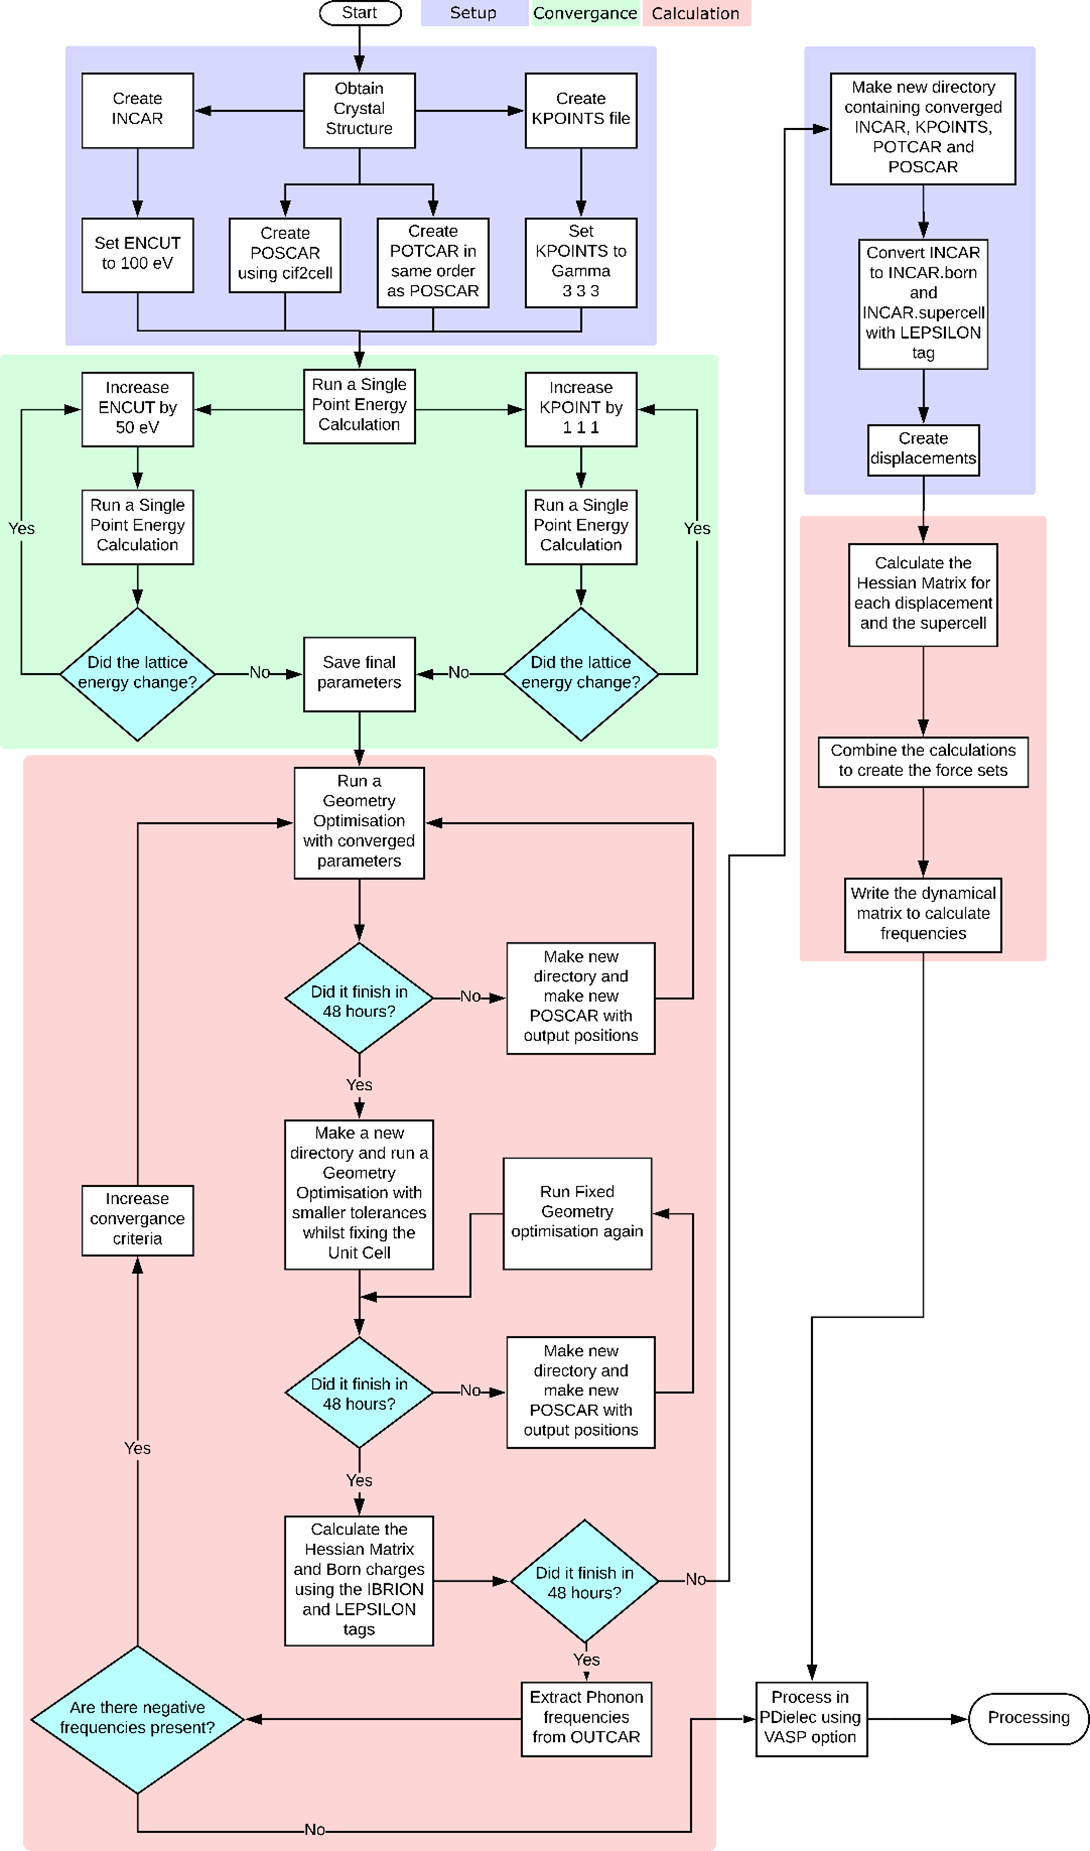 Start
Setup
Convergance
Calculation
Create
INCAR
Obtain
Crystal
Structure
Create
KPOINTS file
Set ENCUT
to 100 eV
Create
POSCAR
using cif2cell
Create
POTCAR in
same order
as POSCAR
Set
KPOINTS to
Gamma
3 3 3
Increase
ENCUT by
50 eV
Run a Single
Point Energy
Calculation
Increase
KPOINT by
1 1 1
Run a Single
Point Energy
Calculation
Run a Single
Point Energy
Calculation
Yes
Yes
Did the lattice
energy change?
No
Save final
parameters
No
Did the lattice
energy change?
Run a
Geometry
Optimisation
with converged
parameters
Did it finish in
48 hours?
No
Make new
directory and
make new
POSCAR with
output positions
Yes
Make a new
directory and run a
Geometry
Optimisation with
smaller tolerances
whilst fixing the
Unit Cell
Run Fixed
Geometry
optimisation again
Increase
convergance
criteria
Did it finish in
48 hours?
No
Make new
directory and
make new
POSCAR with
output positions
Yes
Yes
Calculate the
Hessian Matrix
and Born charges
using the IBRION
and LEPSILON
tags
Did it finish in
48 hours?
No
Yes
Extract Phonon
frequencies
from OUTCAR
Are there negative
frequencies present?
No
Make new directory
containing converged
INCAR, KPOINTS,
POTCAR and
POSCAR
Convert INCAR
to INCAR.born
and
INCAR.supercell
with LEPSILON
tag
Create
displacements
Calculate the
Hessian Matrix for
each displacement
and the supercell
Combine the calculations
to create the force sets
Write the dynamical
matrix to calculate
frequencies
Process in
PDielec using
VASP option
Processing